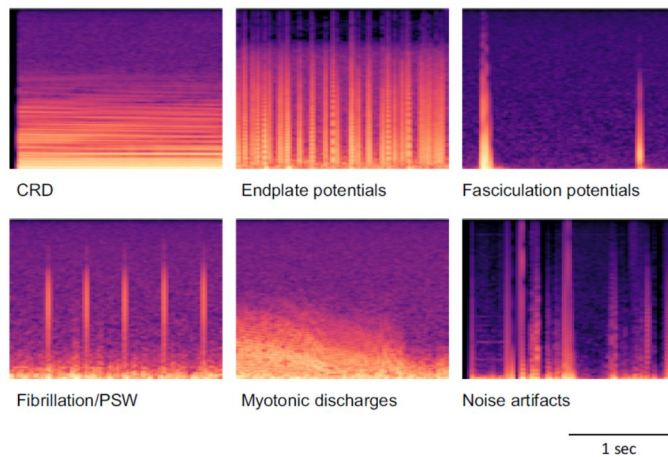 CRD
Endplate potentials
Fasciculation potentials
Fibrillation/PSW
Myotonic discharges
Noise artifacts
1 sec